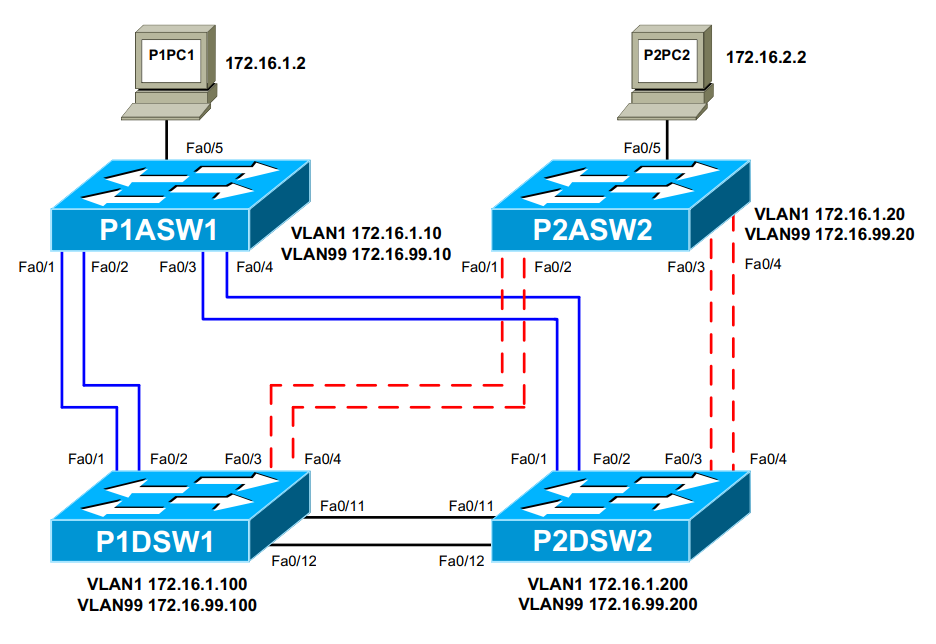 P1PC1
172.16.1.2
P2PC2
172.16.2.2
Fa0/5
Fa0/5
P1ASW1
VLAN1 172.16.1.10
VLAN99 172.16.99.10
P2ASW2
VLAN1 172.16.1.20
VLAN99 172.16.99.20
Fa0/1
Fa0/2
Fa0/3
Fa0/4
Fa0/1
Fa0/2
Fa0/3
Fa0/4
Fa0/1
Fa0/2
Fa0/3
Fa0/4
Fa0/1
Fa0/2
Fa0/3
Fa0/4
P1DSW1
Fa0/11
Fa0/11
P2DSW2
Fa0/12
Fa0/12
VLAN1 172.16.1.100
VLAN99 172.16.99.100
VLAN1 172.16.1.200
VLAN99 172.16.99.200